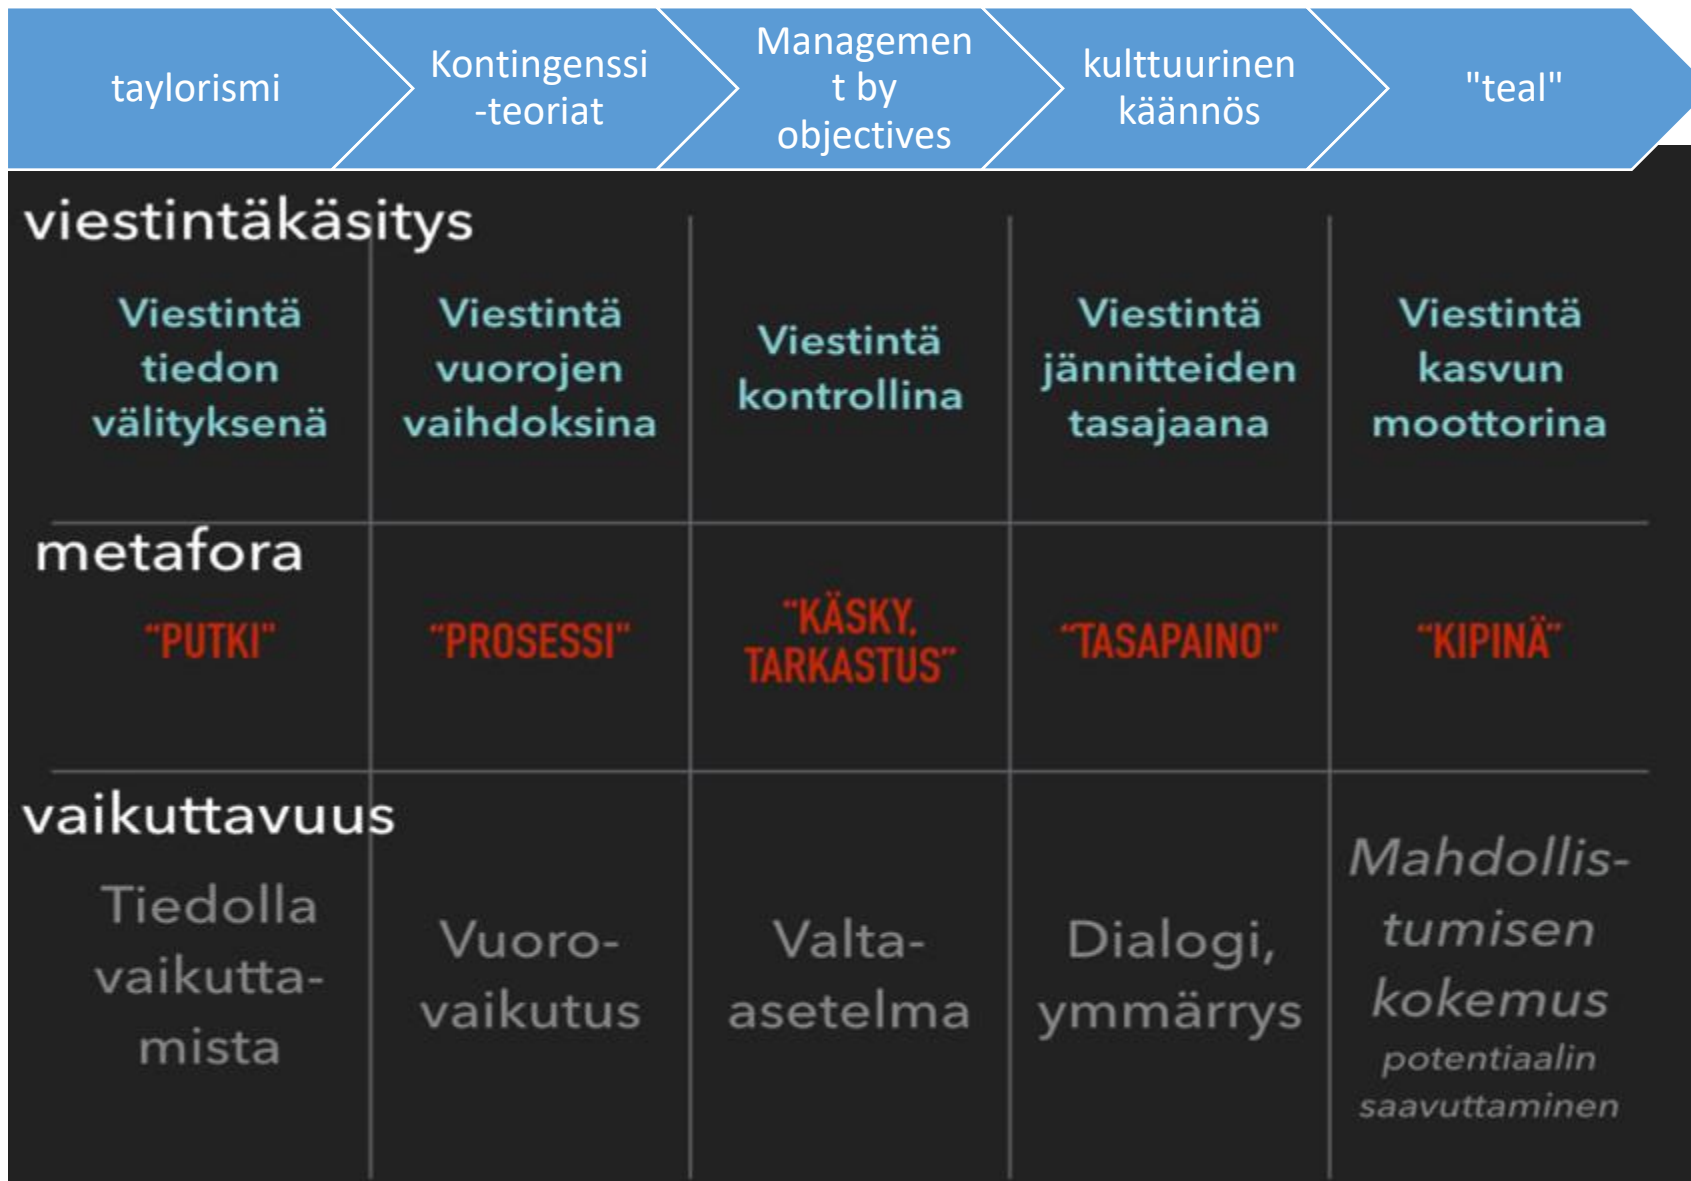 taylorismi
Kontingenssi
-teoriat
Managemen
t by
objectives
kulttuurinen
käännös
"teal"
viestintäkäsitys
Viestintä
tiedon
välityksenä
Viestintä
vuorojen
vaihdoksina
Viestintä
kontrollina
Viestintä
jännitteiden
tasajaana
Viestintä
kasvun
moottorina
metafora
“PUTKI"
“PROSESSI"
“KÄSKY,
TARKASTUS”
“TASAPAINO"
“KIPINÄ”
vaikuttavuus
Tiedolla
vaikutta-
mista
Vuoro-
vaikutus
Valta-
asetelma
Dialogi,
ymmärrys
Mahdollis-
tumisen
kokemus
potentiaalin
saavuttaminen